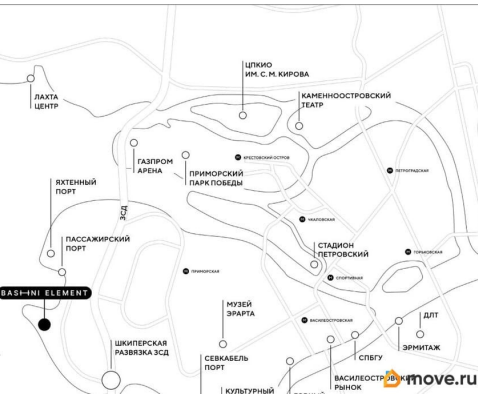 ЦПКИО
ИМ. С. М. КИРОВА
ЛАХТА
ЦЕНТР
КАМЕННООСТРОВСКИЙ
ТЕАТР
ГАЗПРОМ
АРЕНА
КРЕСТОВСКИЙ ОСТРОВ
ПРИМОРСКИЙ
ПАРК ПОБЕДЫ
ПЕТРОГРАДСКАЯ
ЯХТЕННЫЙ
ПОРТ
ЗСД
ЧКАЛОВСКАЯ
ПАССАЖИРСКИЙ
ПОРТ
СТАДИОН
ПЕТРОВСКИЙ
ГОРЬКОВСКАЯ
ПРИМОРСКАЯ
СПОРТИВНАЯ
BASHNI ELEMENT
МУЗЕЙ
ЭРАРТА
ВАСИЛЕОСТРОВСКАЯ
ДЛТ
ШКИПЕРСКАЯ
РАЗВЯЗКА ЗСД
СПБГУ
ЭРМИТАЖ
СЕВКАБЕЛЬ
ПОРТ
ВАСИЛЕОСТРОВСКИЙ
РЫНОК
КУЛЬТУРНЫЙ
move.ru